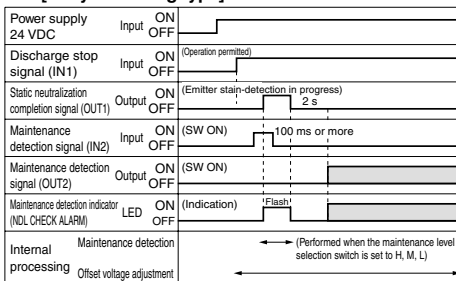 Power supply 24 VDC Input ON OFF
Discharge stop signal (IN1) Input ON OFF (Operation permitted)
Static neutralization completion signal (OUT1) Output ON OFF (Emitter stain-detection in progress) 2 s
Maintenance detection signal (IN2) Input ON OFF (SW ON) 100 ms or more
Maintenance detection signal (OUT2) Output ON OFF (SW ON)
Maintenance detection indicator (NDL CHECK ALARM) LED ON OFF (Indication) Flash
Internal processing Maintenance detection (Performed when the maintenance level selection switch is set to H, M, L)
Offset voltage adjustment